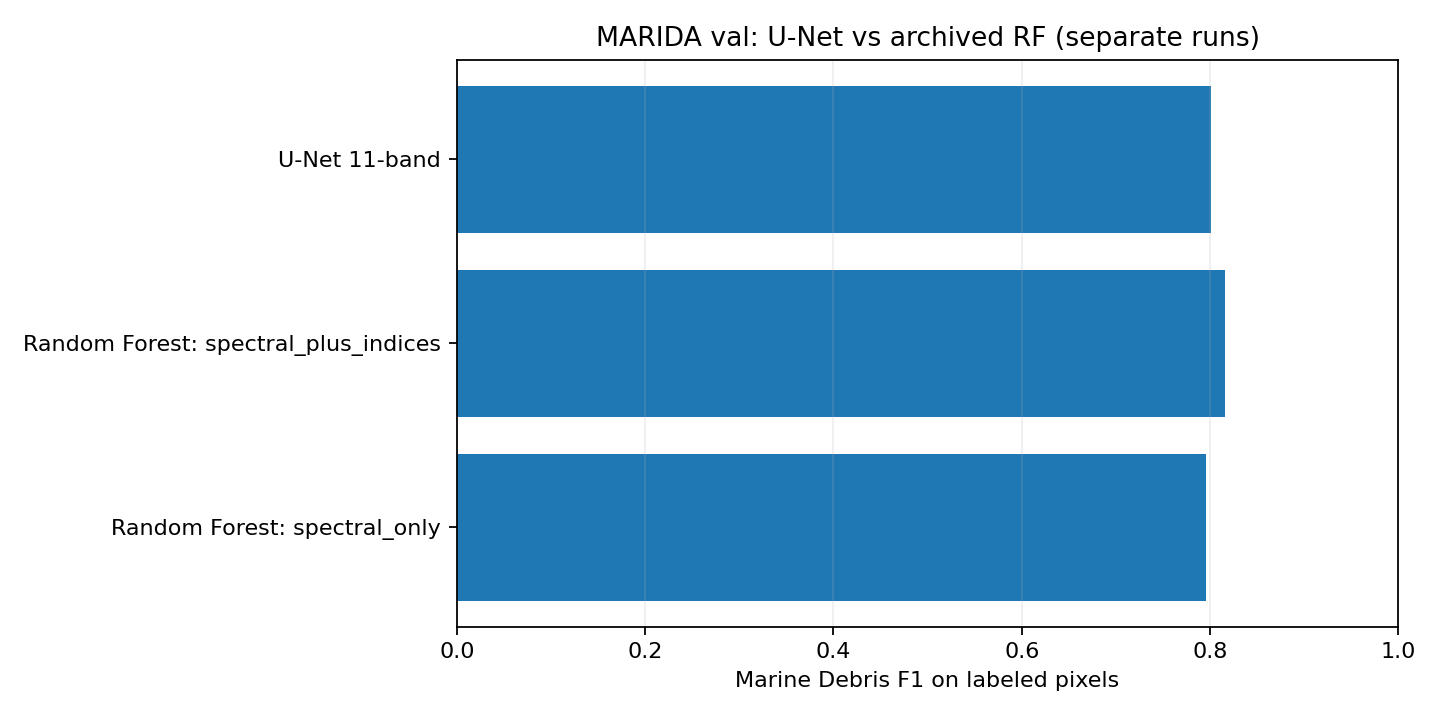 MARIDA val: U-Net vs archived RF (separate runs)
U-Net 11-band
Random Forest: spectral_plus_indices
Random Forest: spectral_only
0.0 0.2 0.4 0.6 0.8 1.0
Marine Debris F1 on labeled pixels